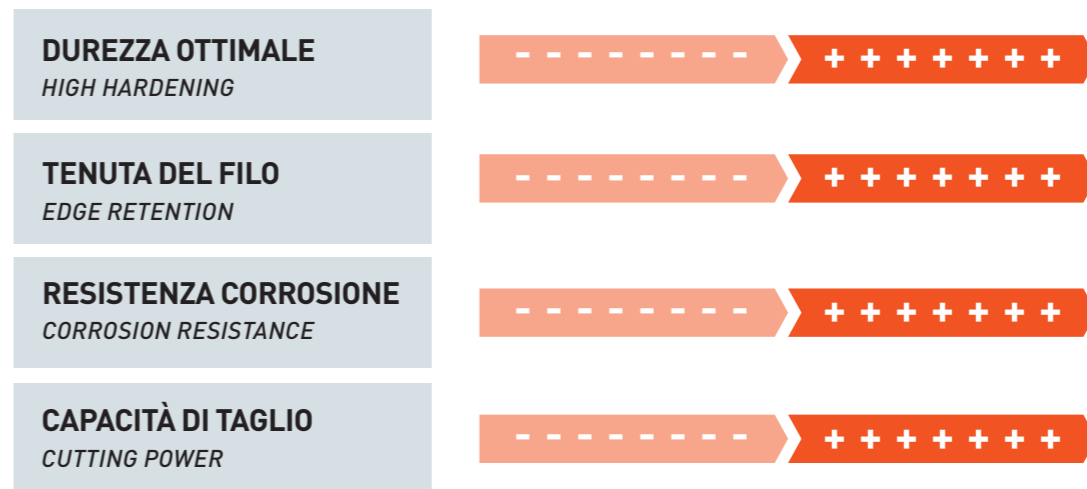 DUREZZA OTTIMALE
HIGH HARDENING
- - - - - - - + + + + + + +
TENUTA DEL FILO
EDGE RETENTION
- - - - - - - + + + + + + +
RESISTENZA CORROSIONE
CORROSION RESISTANCE
- - - - - - - + + + + + + +
CAPACITÀ DI TAGLIO
CUTTING POWER
- - - - - - - + + + + + + +